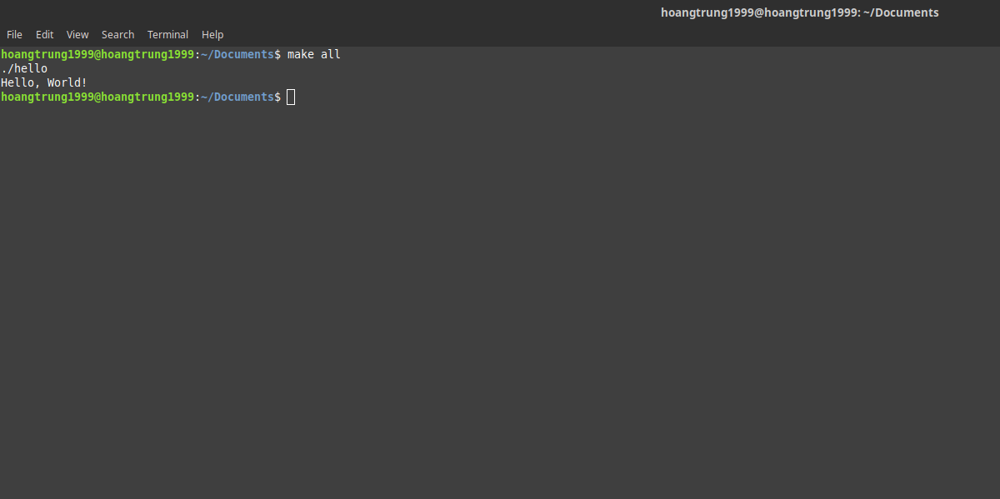 hoangtrung1999@hoangtrung1999: ~/Documents
File Edit View Search Terminal Help
hoangtrung1999@hoangtrung1999:~/Documents$ make all
./hello
Hello, World!
hoangtrung1999@hoangtrung1999:~/Documents$